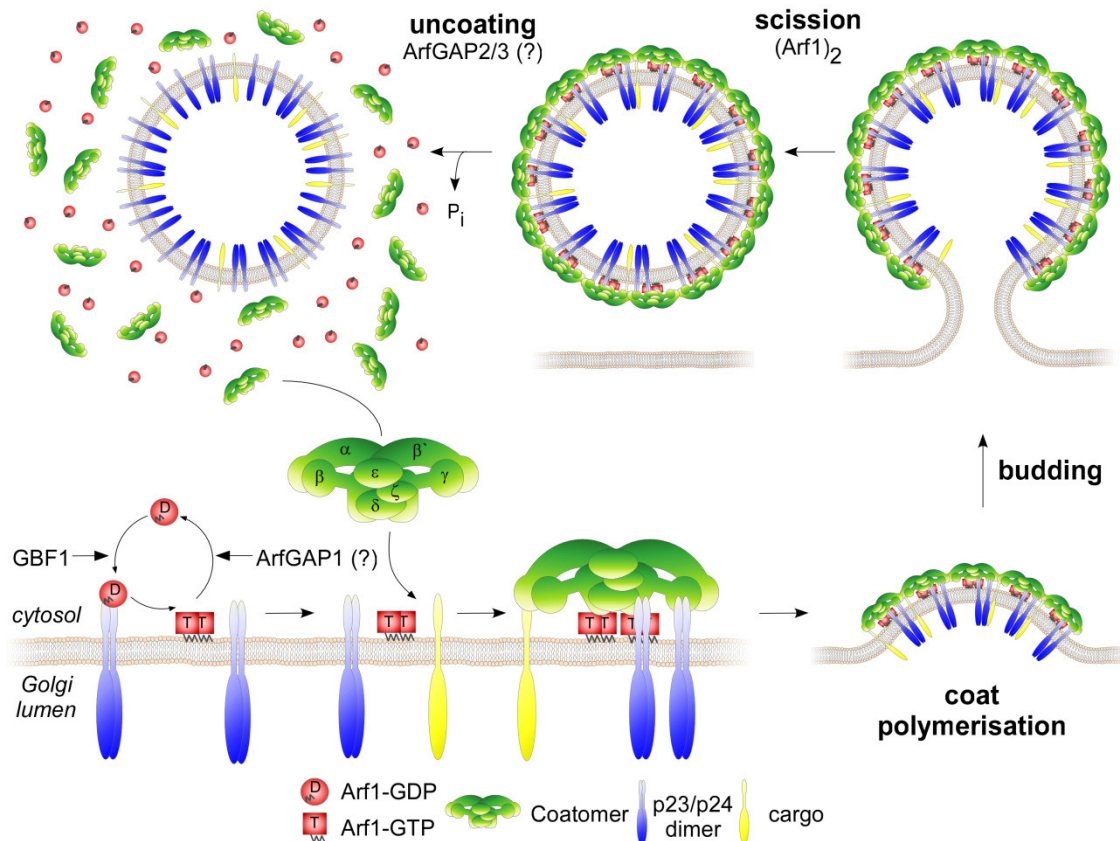 uncoating
ArfGAP2/3 (?)
scission
(Arf1)2
Pi
α
β`
β
ε
γ
ζ
δ
budding
D
GBF1
ArfGAP1 (?)
D
cytosol
T T
T T
T T T T
Golgi
lumen
coat
polymerisation
D Arf1-GDP
T Arf1-GTP
Coatomer
p23/p24
dimer
cargo